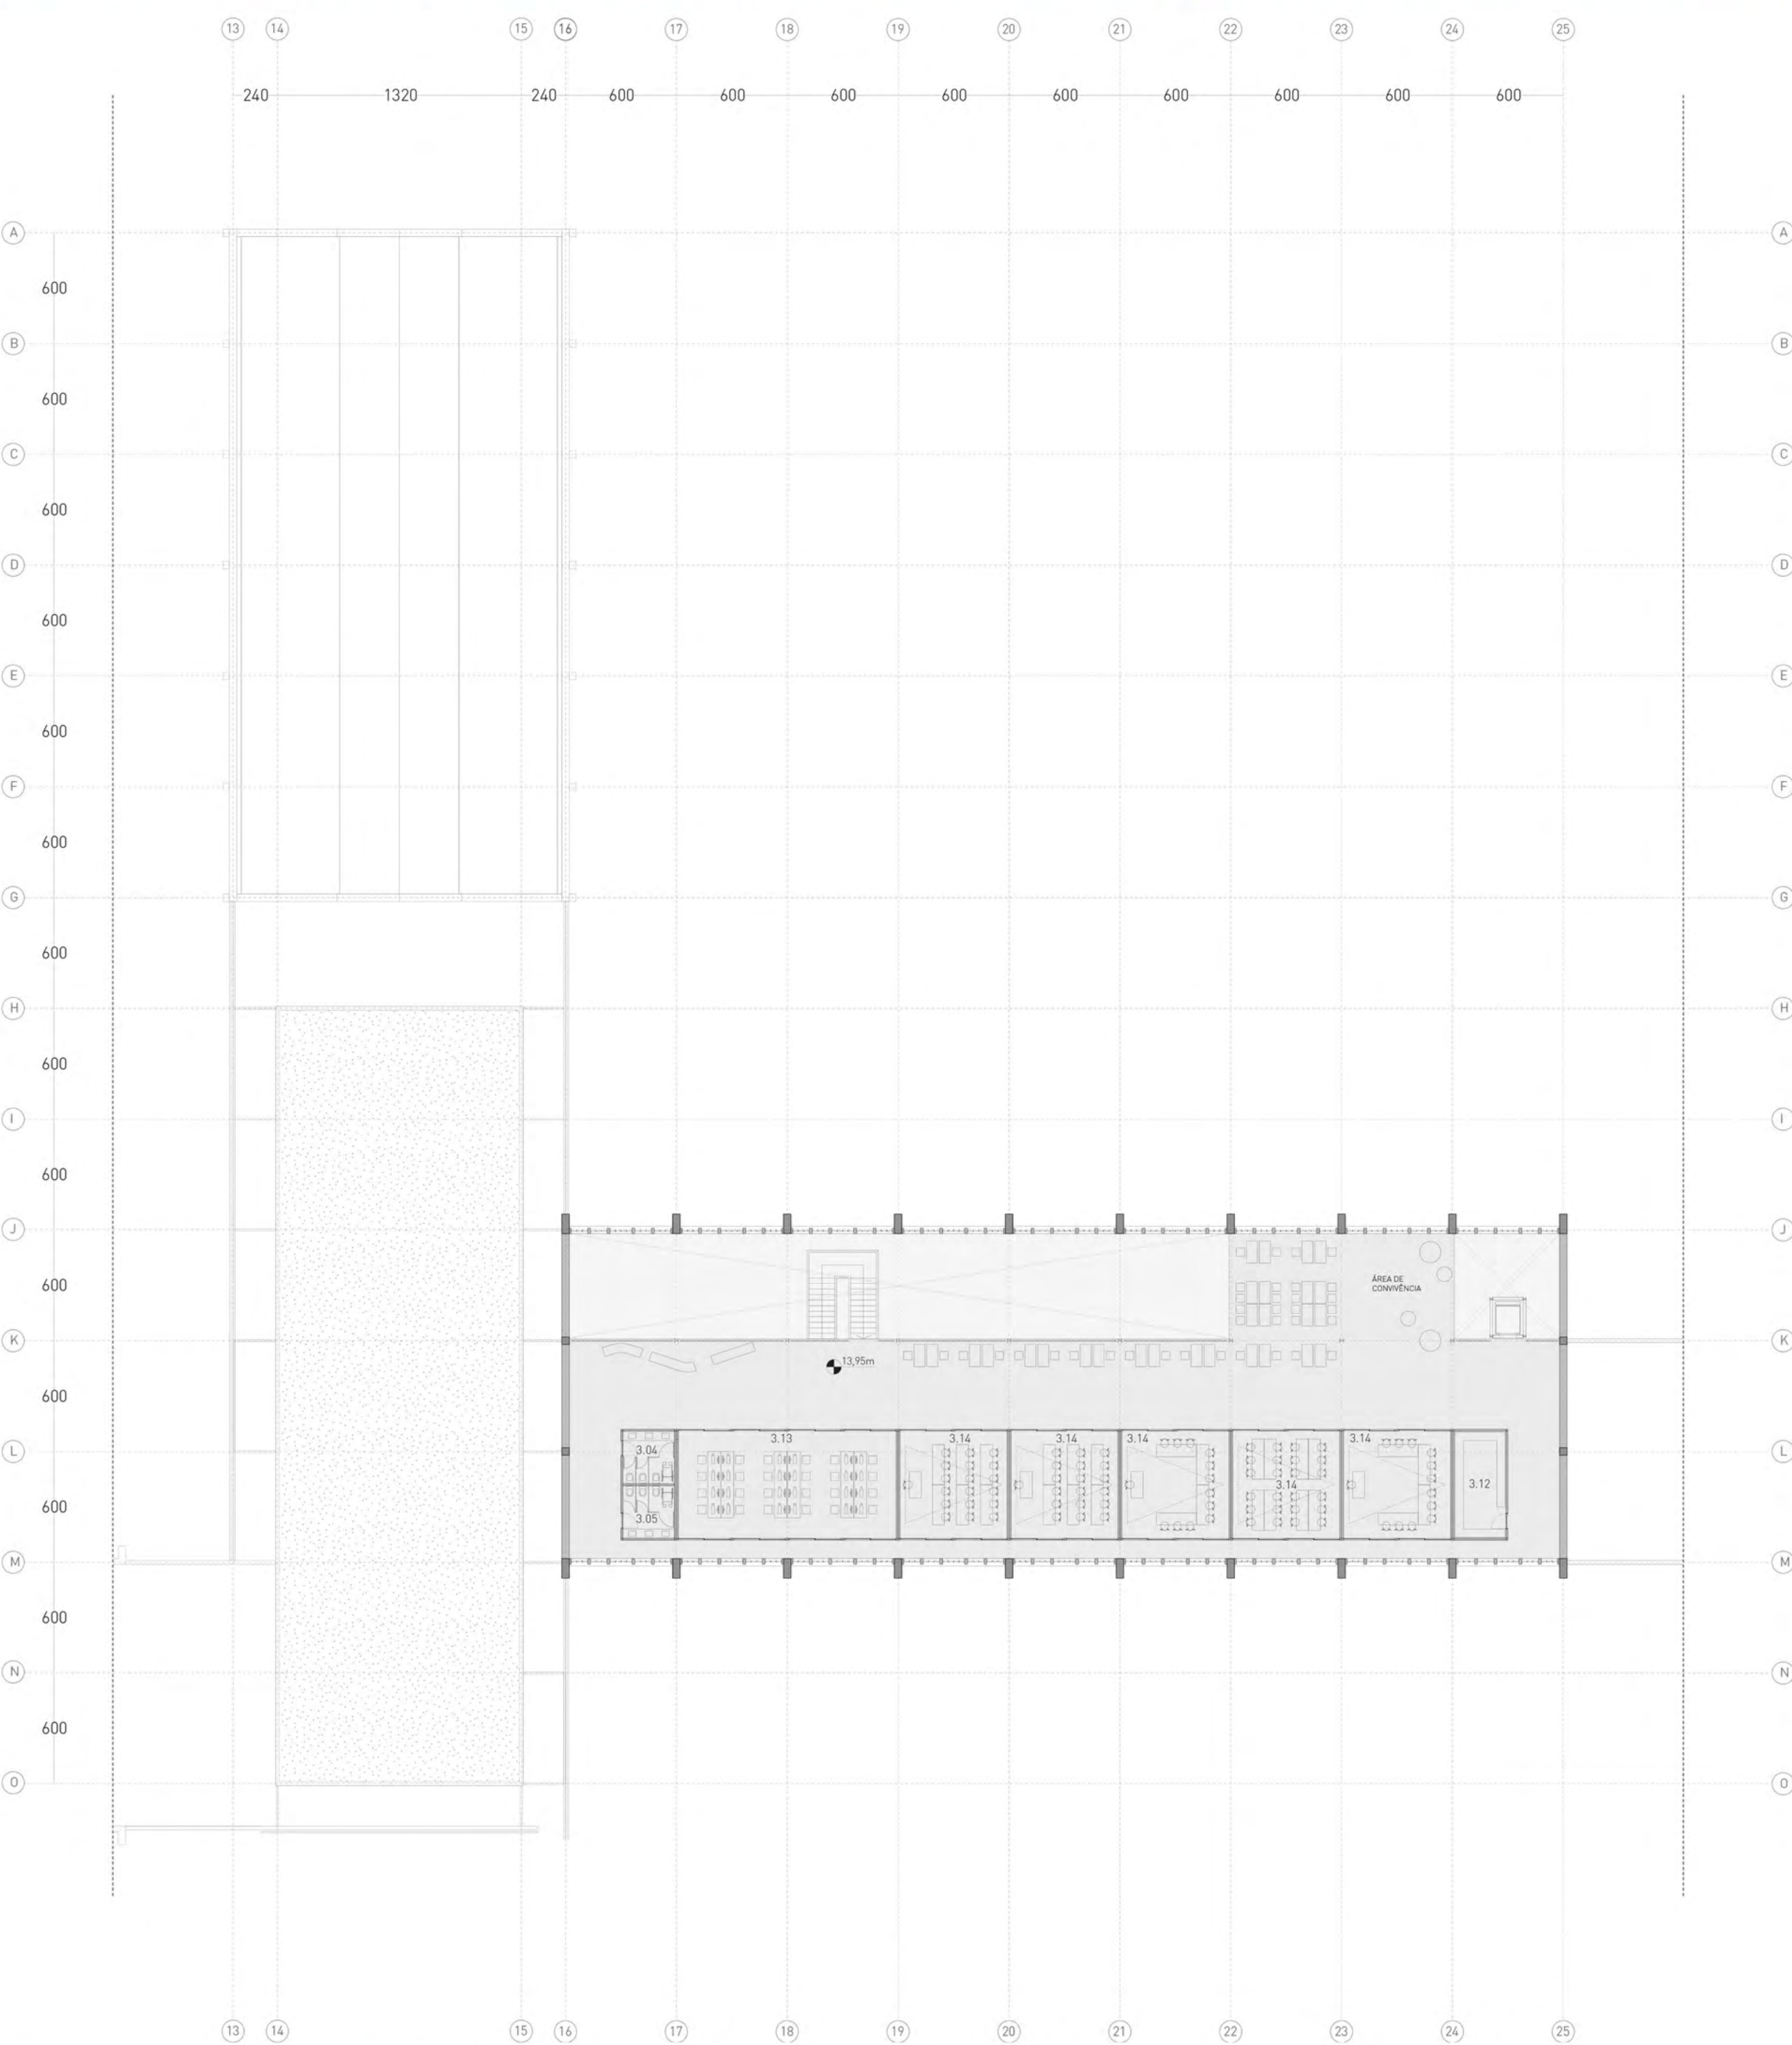 13 14 15 16 17 18 19 20 21 22 23 24 25
240 1320 240 600 600 600 600 600 600 600 600 600
A A
600
B B
600
C C
600
D D
600
E E
600
F F
600
G G
600
H H
600
I I
600
J J
600
ÁREA DE
CONVIVÊNCIA
K K
13,95m
600
3.13 3.14 3.14 3.14 3.14
3.04
L L
3.14 3.12
600
3.05
M M
600
N N
600
O O
13 14 15 16 17 18 19 20 21 22 23 24 25